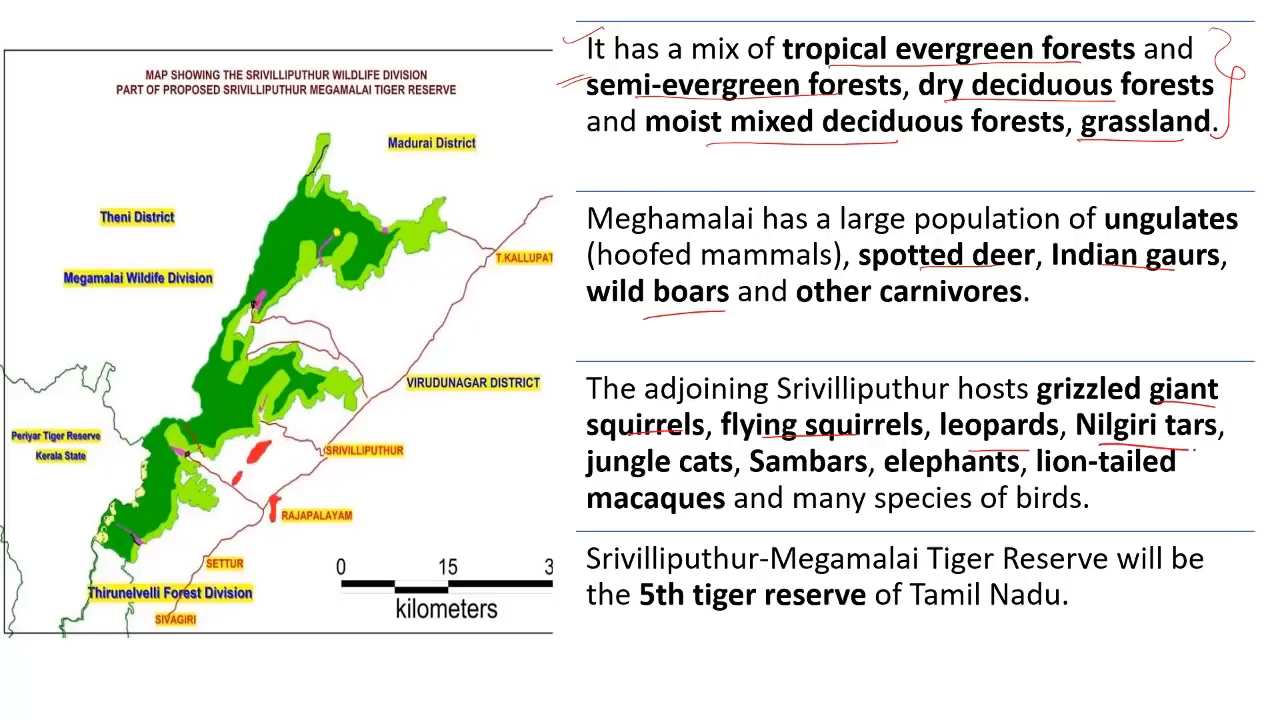 MAP SHOWING THE SRIVILLIPUTHUR WILDLIFE DIVISION
PART OF PROPOSED SRIVILLIPUTHUR MEGAMALAI TIGER RESERVE
Madurai District
Theni District
T.KALLUPAT
Megamalai Wildife Division
VIRUDUNAGAR DISTRICT
Periyar Tiger Reserve
Kerala State
SRIVILLIPUTHUR
RAJAPALAYAM
SETTUR
Thirunelvelli Forest Division
SIVAGIRI
0 15 3
kilometers
It has a mix of tropical evergreen forests and
semi-evergreen forests, dry deciduous forests
and moist mixed deciduous forests, grassland.
Meghamalai has a large population of ungulates
(hoofed mammals), spotted deer, Indian gaurs,
wild boars and other carnivores.
The adjoining Srivilliputhur hosts grizzled giant
squirrels, flying squirrels, leopards, Nilgiri tars,
jungle cats, Sambars, elephants, lion-tailed
macaques and many species of birds.
Srivilliputhur-Megamalai Tiger Reserve will be
the 5th tiger reserve of Tamil Nadu.